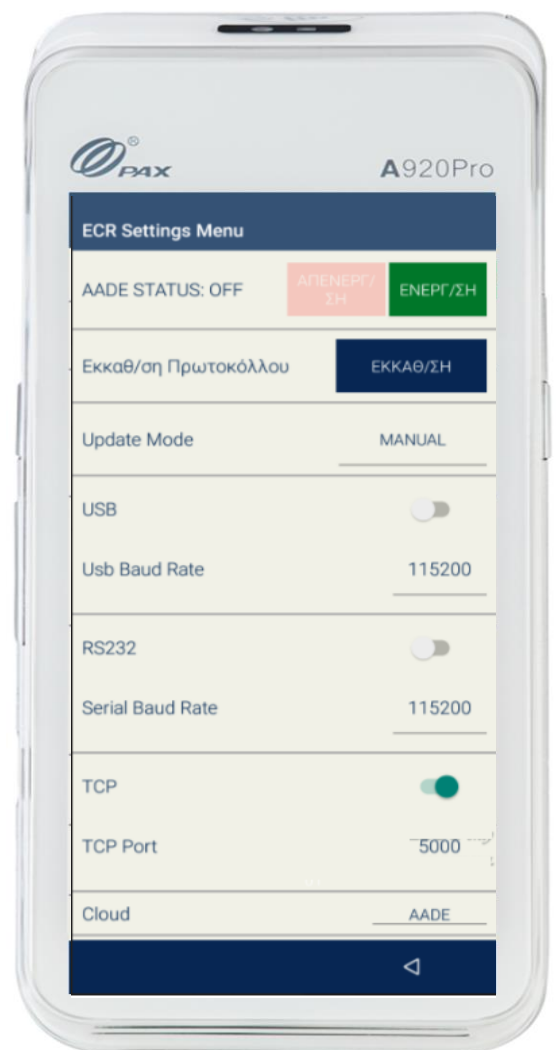 PAX®
A920Pro
ECR Settings Menu
AADE STATUS: OFF
ΑΠΕΝΕΡΓ/
ΣΗ
ΕΝΕΡΓ/ΣΗ
Εκκαθ/ση Πρωτοκόλλου
ΕΚΚΑΘ/ΣΗ
Update Mode
MANUAL
USB
Usb Baud Rate
115200
RS232
Serial Baud Rate
115200
TCP
TCP Port
5000
Cloud
AADE